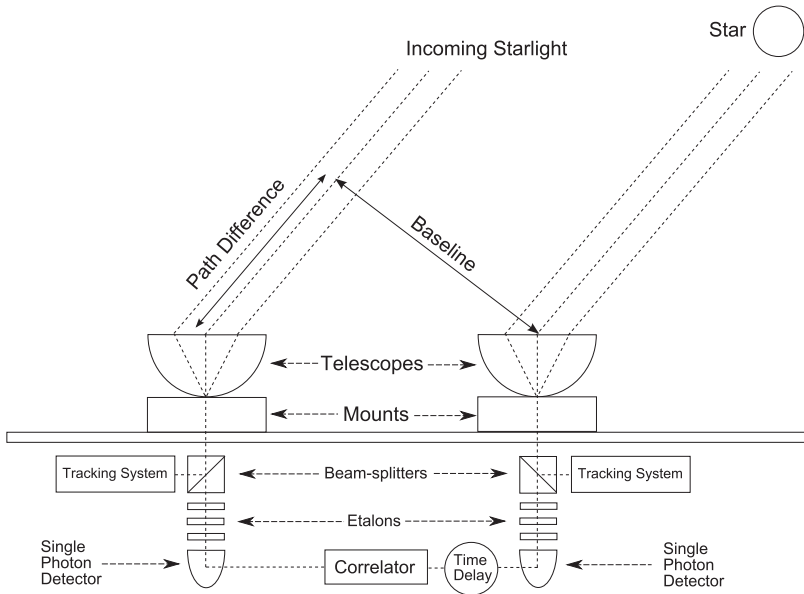 Star
Incoming Starlight
Path Difference
Baseline
Telescopes
Mounts
Tracking System
Beam-splitters
Tracking System
Etalons
Single
Photon
Detector
Correlator
Time
Delay
Single
Photon
Detector